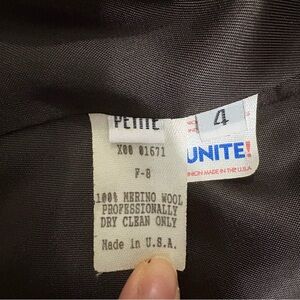 PETITE
4
X00 01671
UNITE!
F-8
UNION MADE IN THE U.S.A.
100% MERINO WOOL
PROFESSIONALLY
DRY CLEAN ONLY
Made in U.S.A.